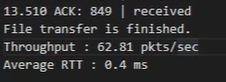 13.510 ACK: 849 | received
File transfer is finished.
Throughput : 62.81 pkts/sec
Average RTT : 0.4 ms